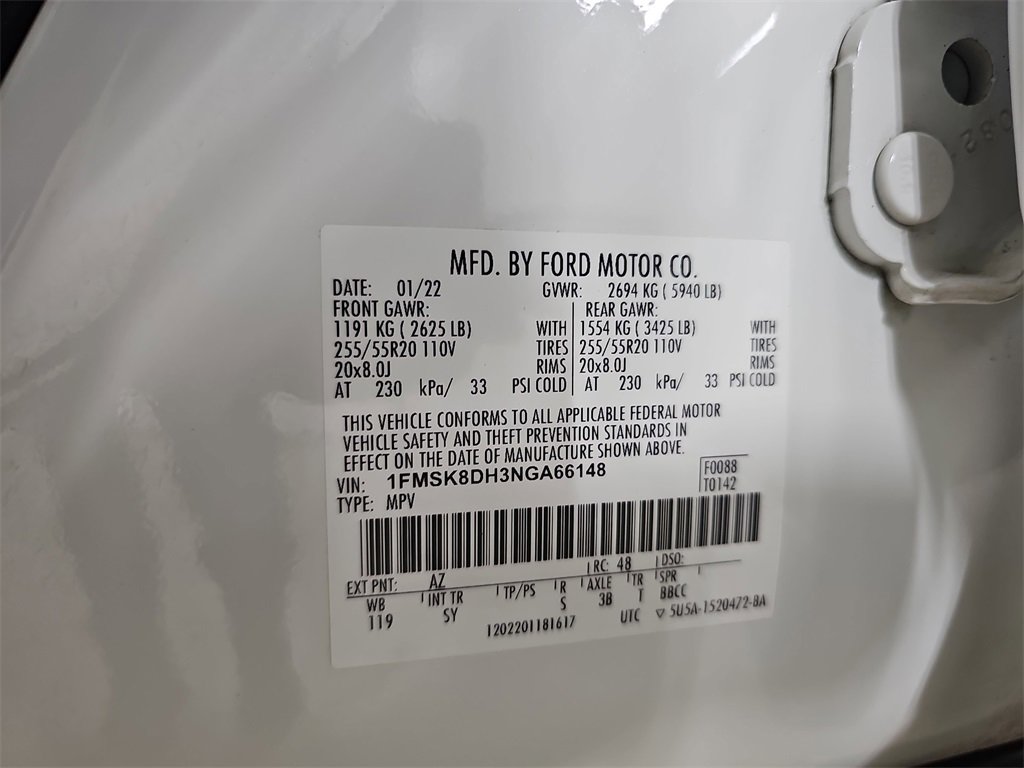 MFD. BY FORD MOTOR CO.
DATE: 01/22 GVWR: 2694 KG ( 5940 LB)
FRONT GAWR: REAR GAWR:
1191 KG ( 2625 LB) WITH 1554 KG ( 3425 LB) WITH
255/55R20 110V TIRES 255/55R20 110V TIRES
20x8.0J RIMS 20x8.0J RIMS
AT 230 kPa/ 33 PSI COLD AT 230 kPa/ 33 PSI COLD
THIS VEHICLE CONFORMS TO ALL APPLICABLE FEDERAL MOTOR
VEHICLE SAFETY AND THEFT PREVENTION STANDARDS IN
EFFECT ON THE DATE OF MANUFACTURE SHOWN ABOVE.
VIN: 1FMSK8DH3NGA66148 F0088
TYPE: MPV T0142
EXT PNT: AZ RC: 48 DSO:
WB INT TR TP/PS R AXLE TR SPR
119 SY S 3B T BBCC
1202201181617 UTC ▽ 5U5A-1520472-BA